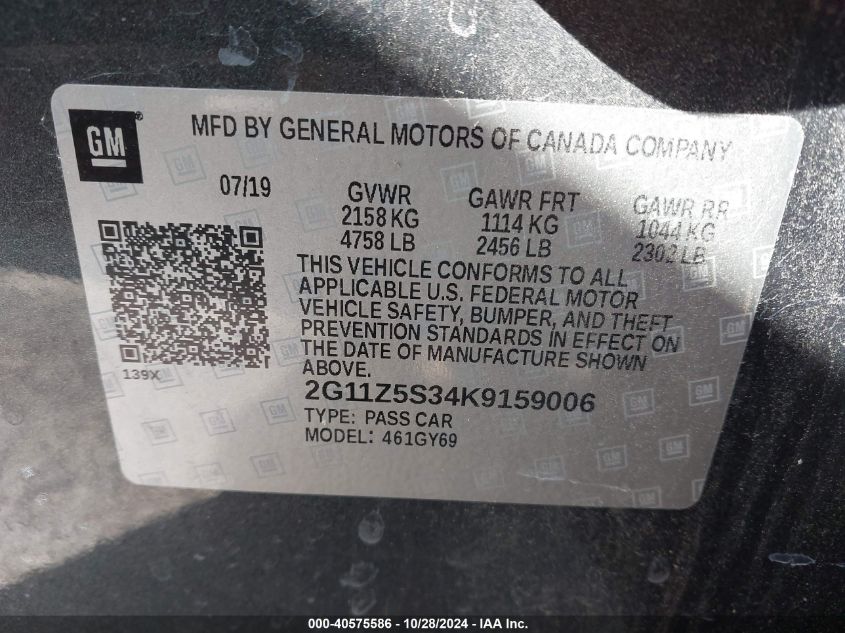 GM
MFD BY GENERAL MOTORS OF CANADA COMPANY
07/19 GVWR GAWR FRT GAWR RR
2158 KG 1114 KG 1044 KG
4758 LB 2456 LB 2302 LB
THIS VEHICLE CONFORMS TO ALL
APPLICABLE U.S. FEDERAL MOTOR
VEHICLE SAFETY, BUMPER, AND THEFT
PREVENTION STANDARDS IN EFFECT ON
THE DATE OF MANUFACTURE SHOWN
ABOVE.
139X
2G11Z5S34K9159006
TYPE: PASS CAR
MODEL: 461GY69
000-40575586 - 10/28/2024 - IAA Inc.